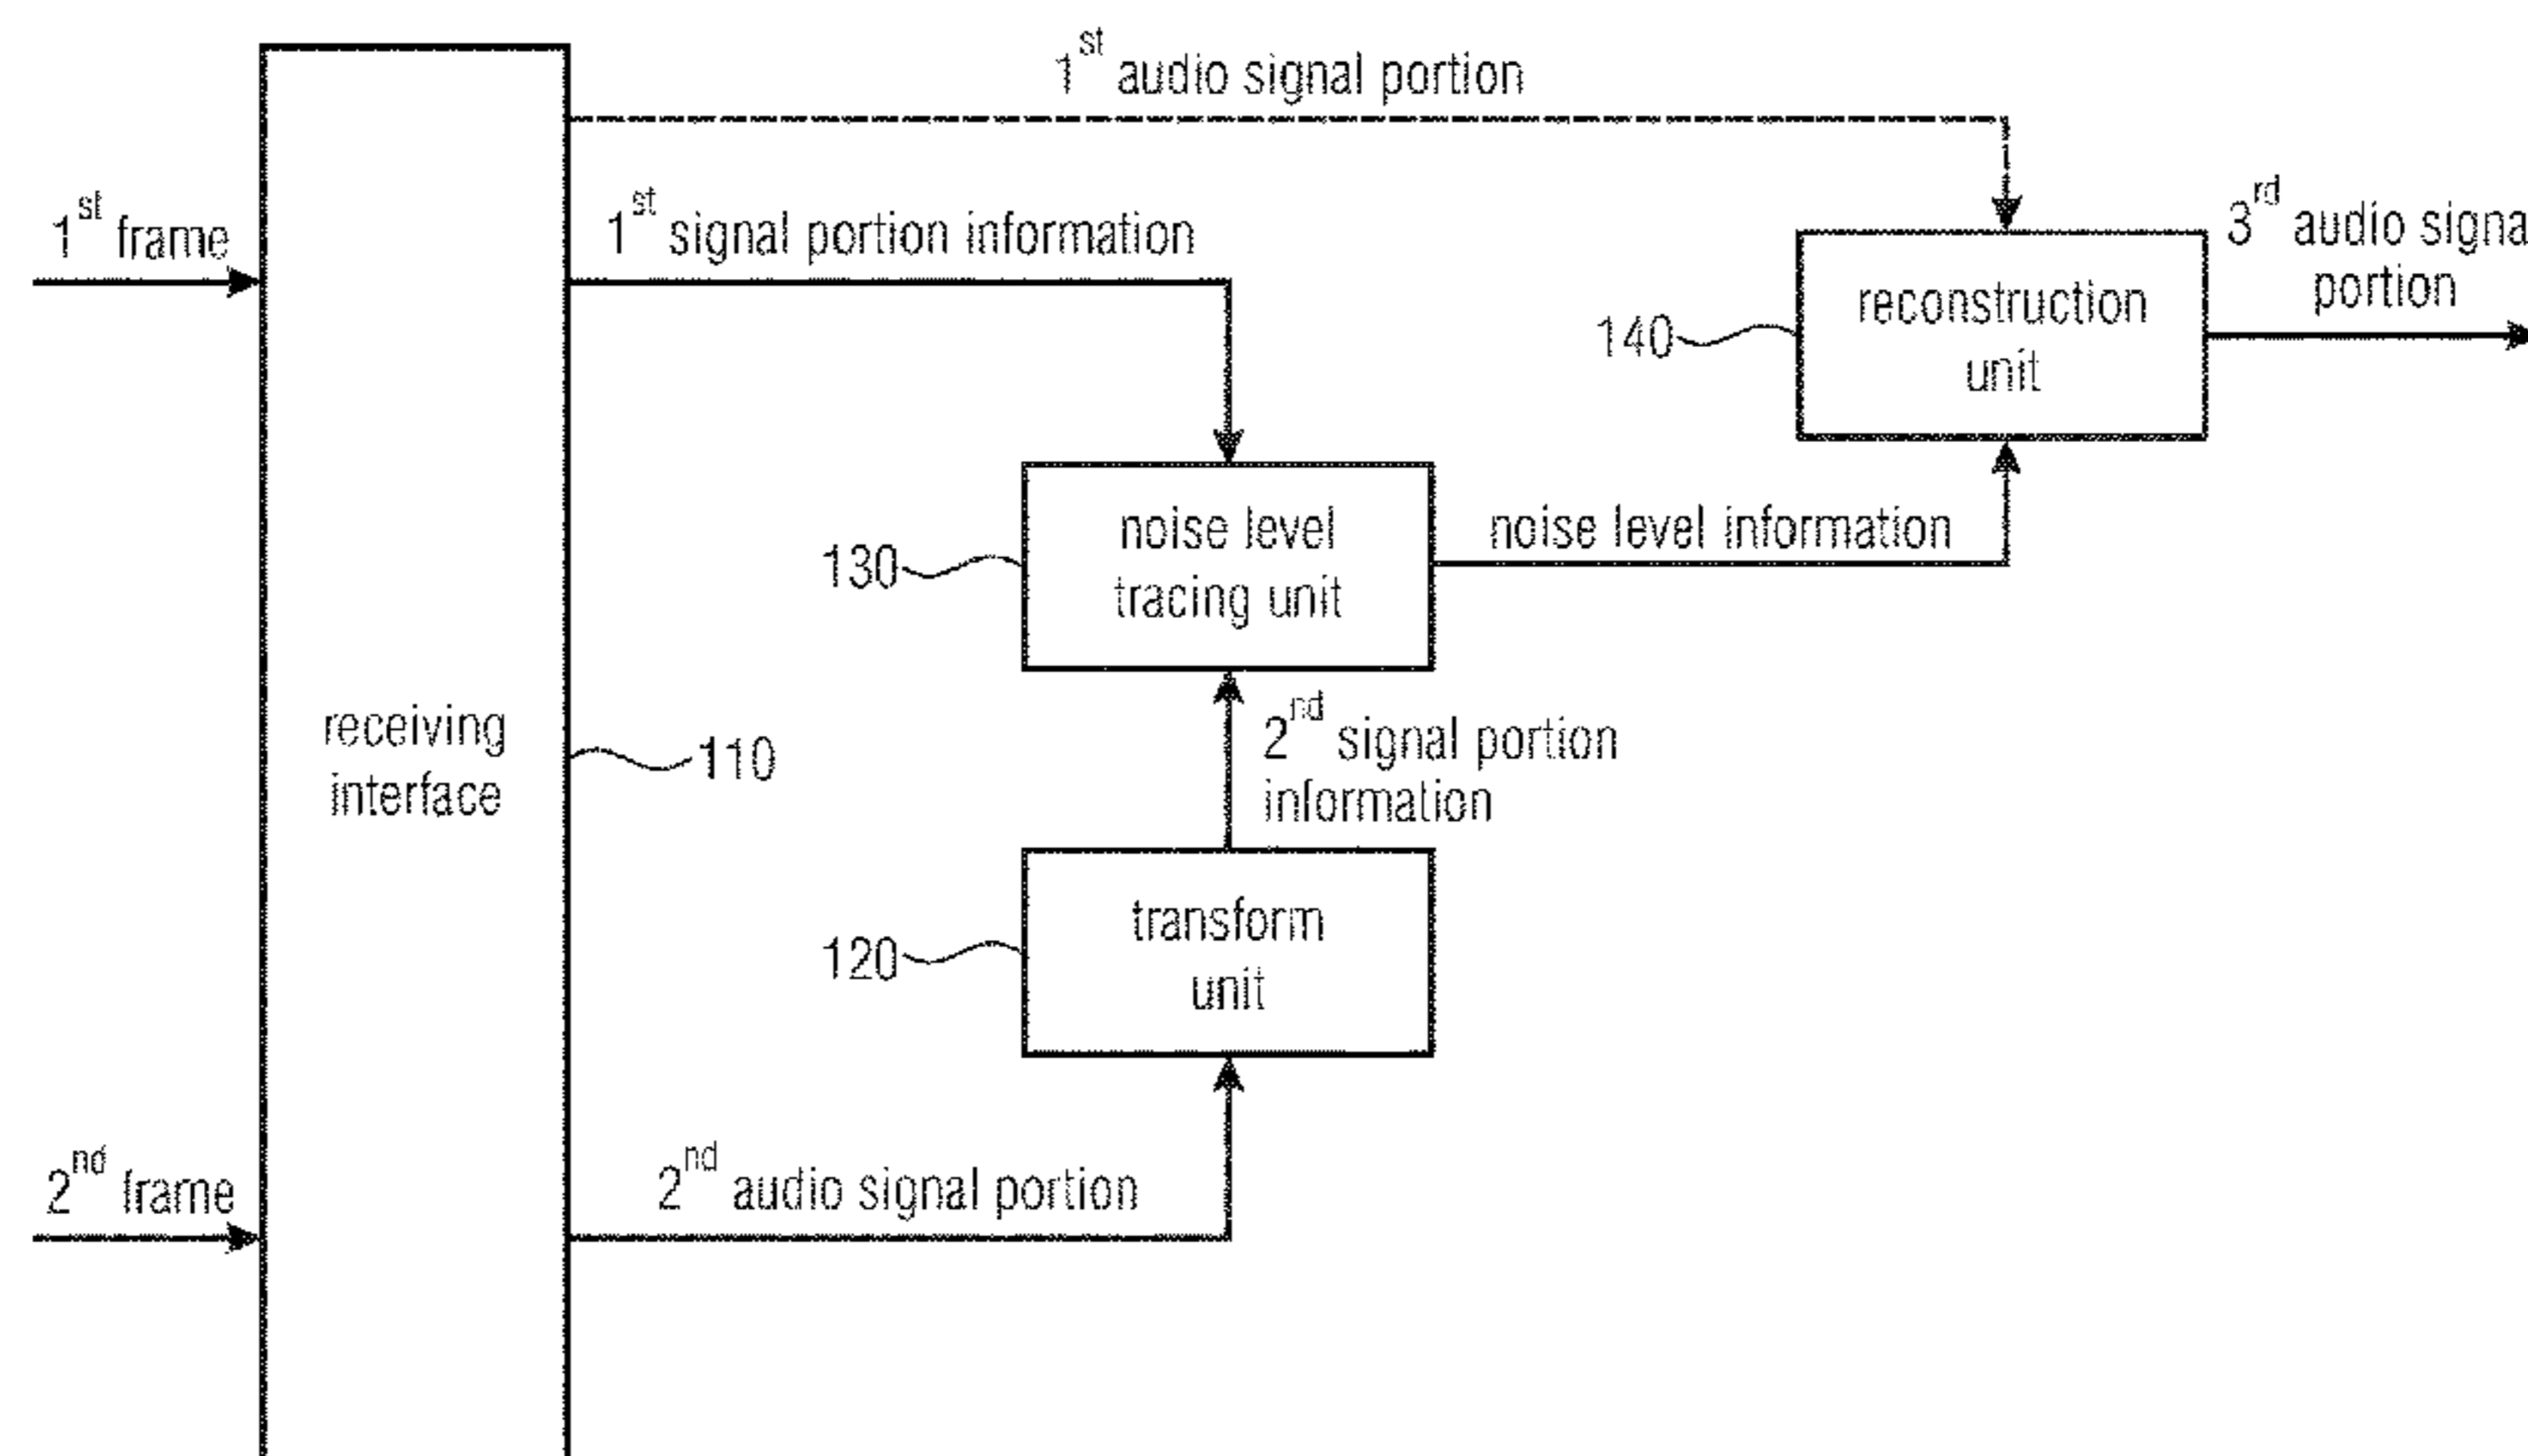 1st audio signal portion
1st frame
1st signal portion information
3rd audio signa
portion
reconstruction
unit
140
noise level
tracing unit
130
noise level information
receiving
interface
110
2nd signal portion
information
transform
unit
120
2nd frame
2nd audio signal portion